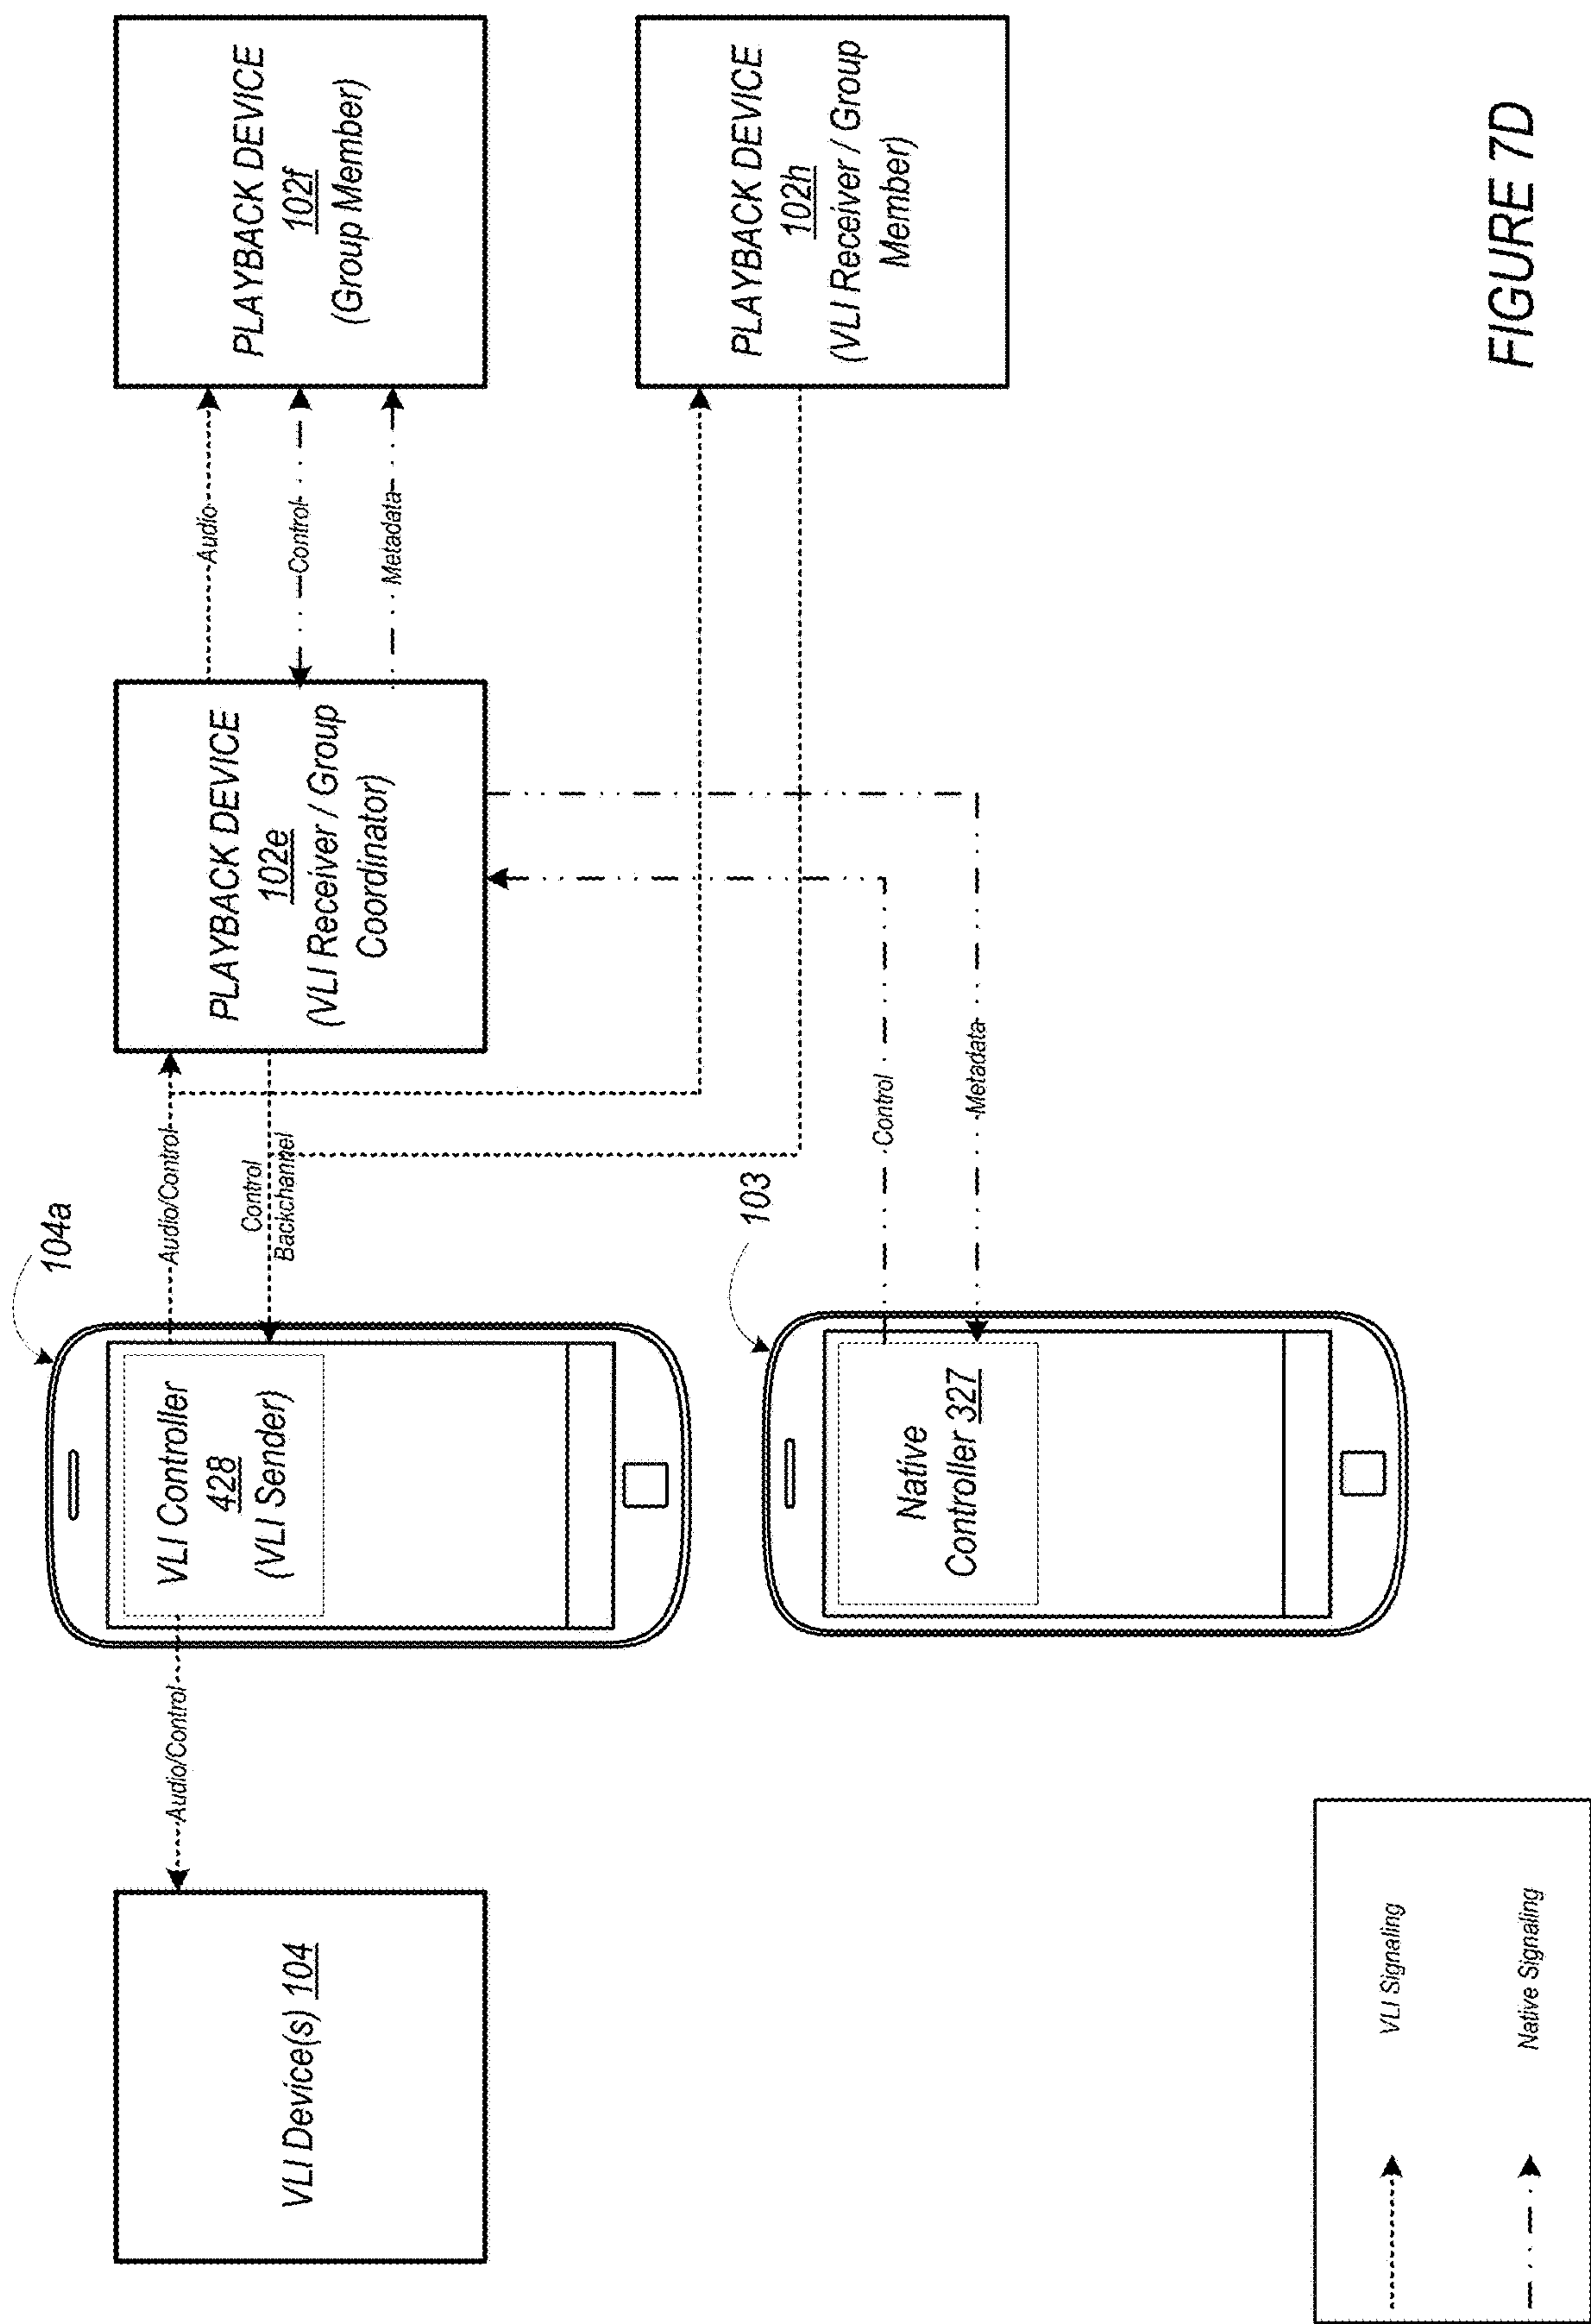 VLI Device(s) 104
Audio/Control
104a
VLI Controller
428
(VLI Sender)
Audio/Control
Control
Backchannel
PLAYBACK DEVICE
102e
(VLI Receiver / Group
Coordinator)
Audio
Control
Metadata
PLAYBACK DEVICE
102f
(Group Member)
PLAYBACK DEVICE
102h
(VLI Receiver / Group
Member)
103
Native
Controller 327
Control
Metadata
VLI Signaling
Native Signaling
FIGURE 7D